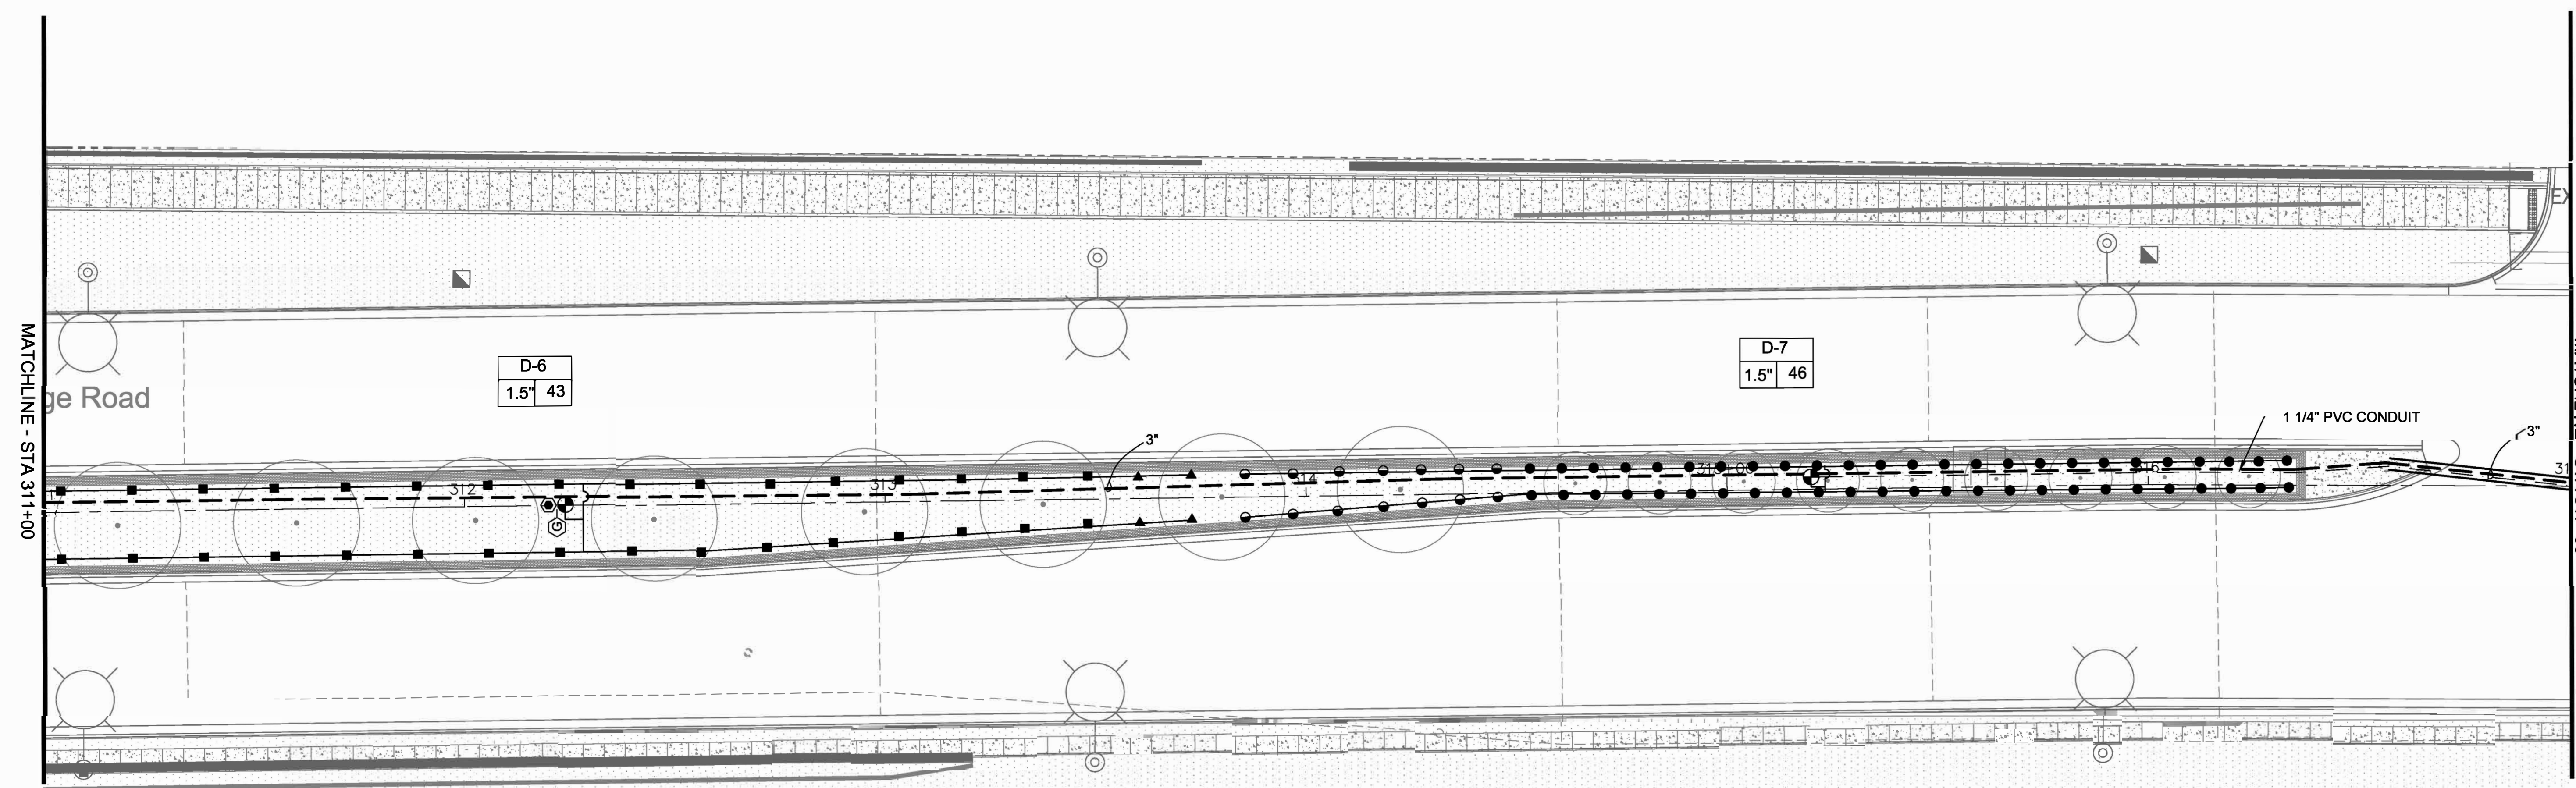 MATCHLINE - STA 311+00
ge Road
D-6
1.5" 43
D-7
1.5" 46
1 1/4" PVC CONDUIT
3"
3"
312
313
G
EX